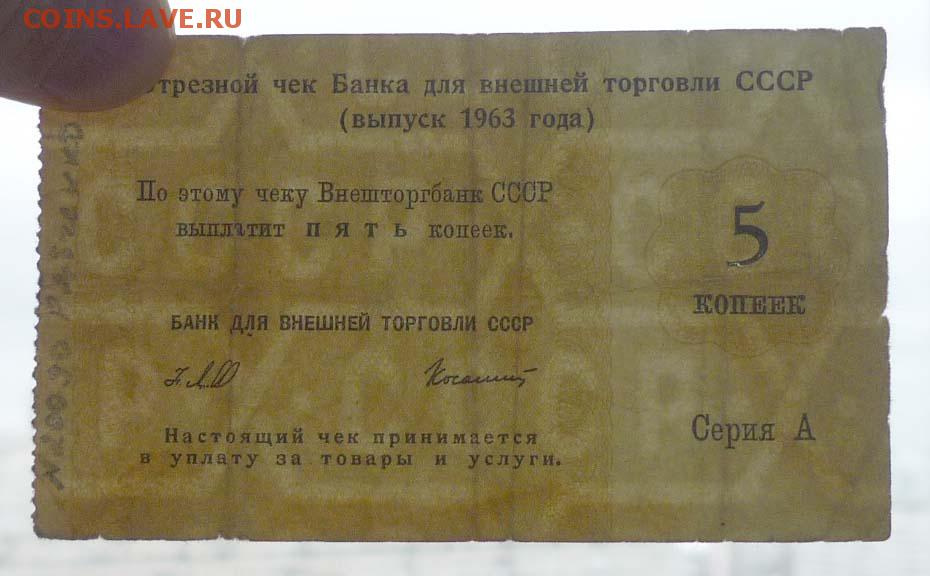 COINS.LAVE.RU
Отрезной чек Банка для внешней торговли СССР
(выпуск 1963 года)
По этому чеку Внешторгбанк СССР
выплатит ПЯТЬ копеек.
5
КОПЕЕК
БАНК ДЛЯ ВНЕШНЕЙ ТОРГОВЛИ СССР
Серия А
Настоящий чек принимается
в уплату за товары и услуги.